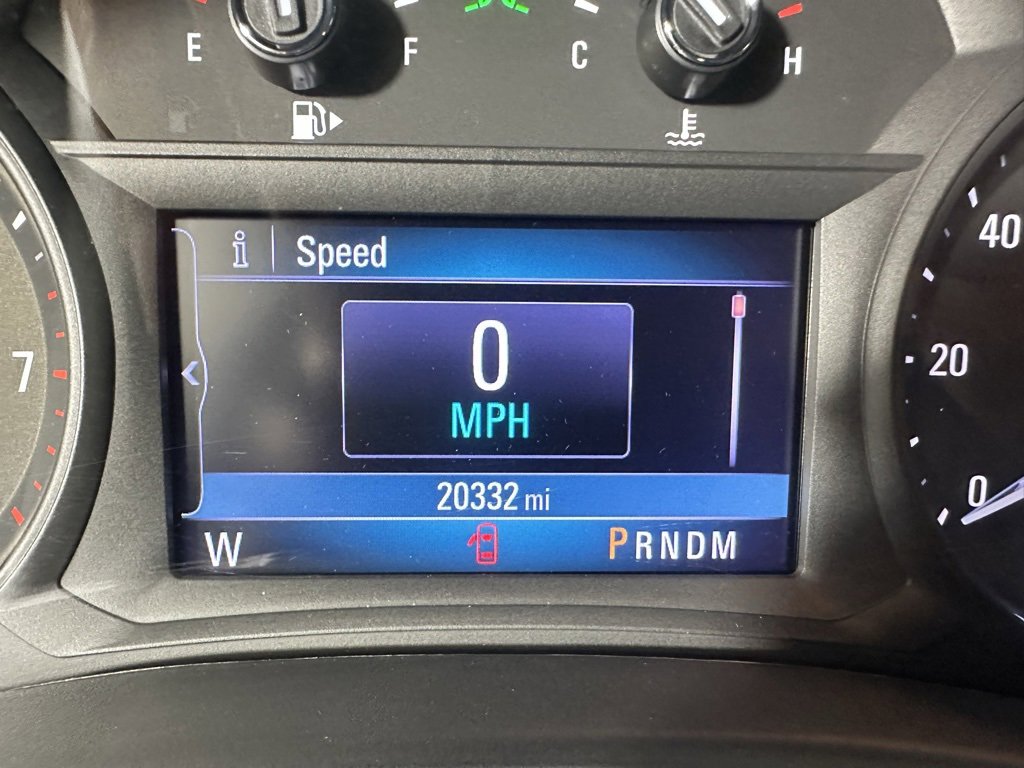 E F C H
i Speed
7
40
0
20
MPH
20332 mi
0
W PRNDM